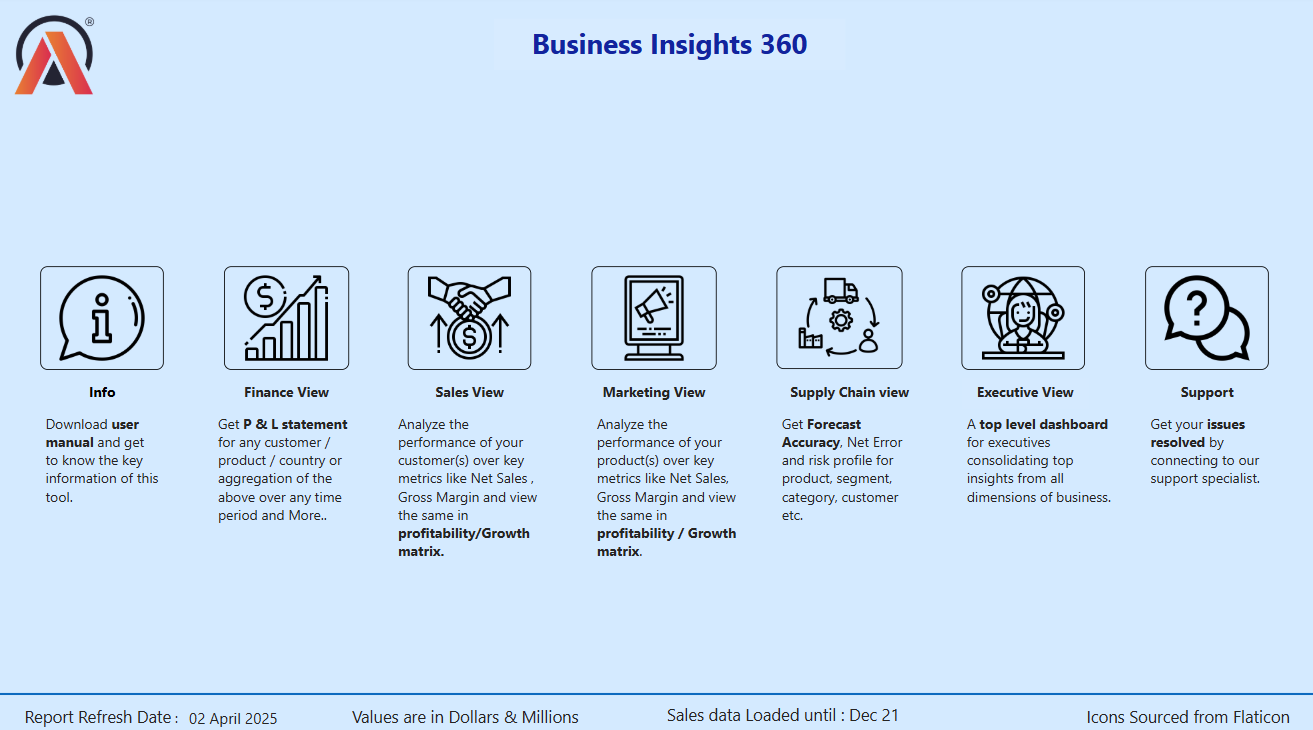 ®
Business Insights 360
Info
Download user
manual and get
to know the key
information of this
tool.
Finance View
Get P & L statement
for any customer /
product / country or
aggregation of the
above over any time
period and More..
Sales View
Analyze the
performance of your
customer(s) over key
metrics like Net Sales ,
Gross Margin and view
the same in
profitability/Growth
matrix.
Marketing View
Analyze the
performance of your
product(s) over key
metrics like Net Sales,
Gross Margin and view
the same in
profitability / Growth
matrix.
Supply Chain view
Get Forecast
Accuracy, Net Error
and risk profile for
product, segment,
category, customer
etc.
Executive View
A top level dashboard
for executives
consolidating top
insights from all
dimensions of business.
Support
Get your issues
resolved by
connecting to our
support specialist.
Report Refresh Date : 02 April 2025
Values are in Dollars & Millions
Sales data Loaded until : Dec 21
Icons Sourced from Flaticon